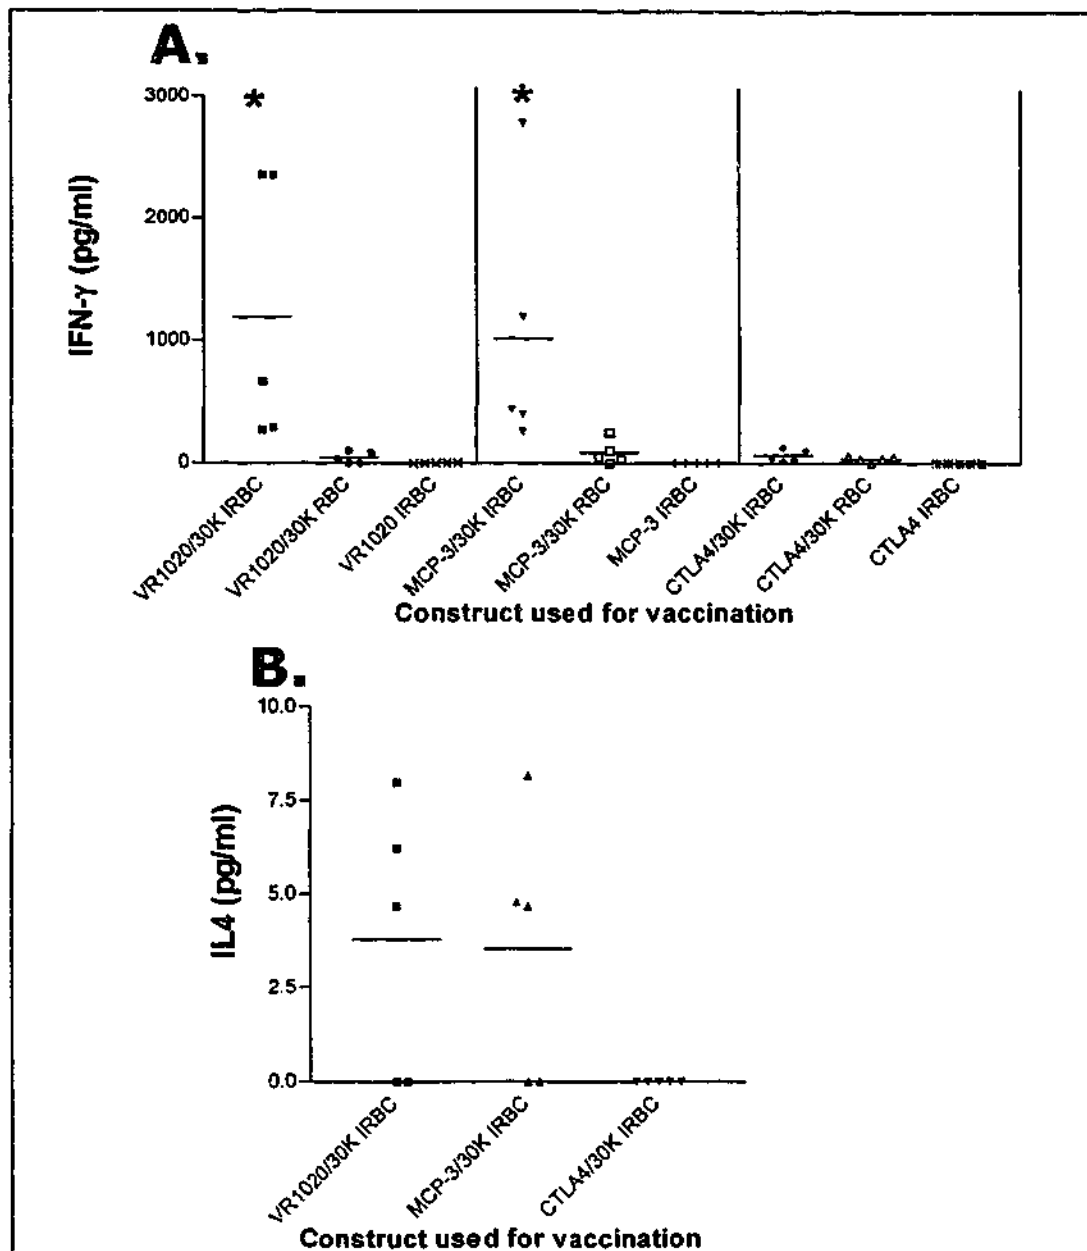 A.
*
*
3000
2000
1000
0
IFN-γ (pg/ml)
VR1020/30K IRBC
VR1020/30K RBC
VR1020 IRBC
MCP-3/30K IRBC
MCP-3/30K RBC
MCP-3 IRBC
CTLA4/30K IRBC
CTLA4/30K RBC
CTLA4 IRBC
Construct used for vaccination
B.
10.0
7.5
5.0
2.5
0.0
IL4 (pg/ml)
VR1020/30K IRBC
MCP-3/30K IRBC
CTLA4/30K IRBC
Construct used for vaccination